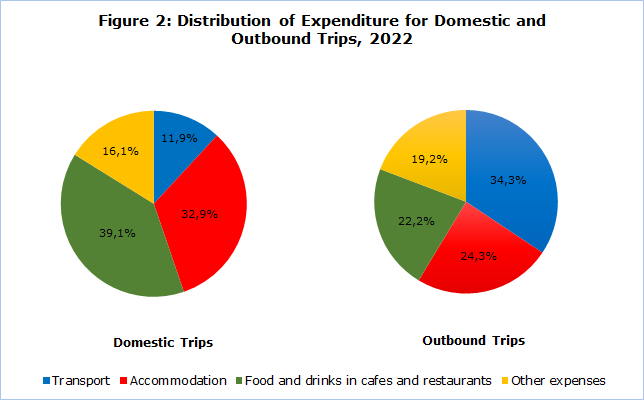 Figure 2: Distribution of Expenditure for Domestic and
Outbound Trips, 2022
11,9%
32,9%
39,1%
16,1%
Domestic Trips
34,3%
24,3%
22,2%
19,2%
Outbound Trips
Transport Accommodation Food and drinks in cafes and restaurants Other expenses